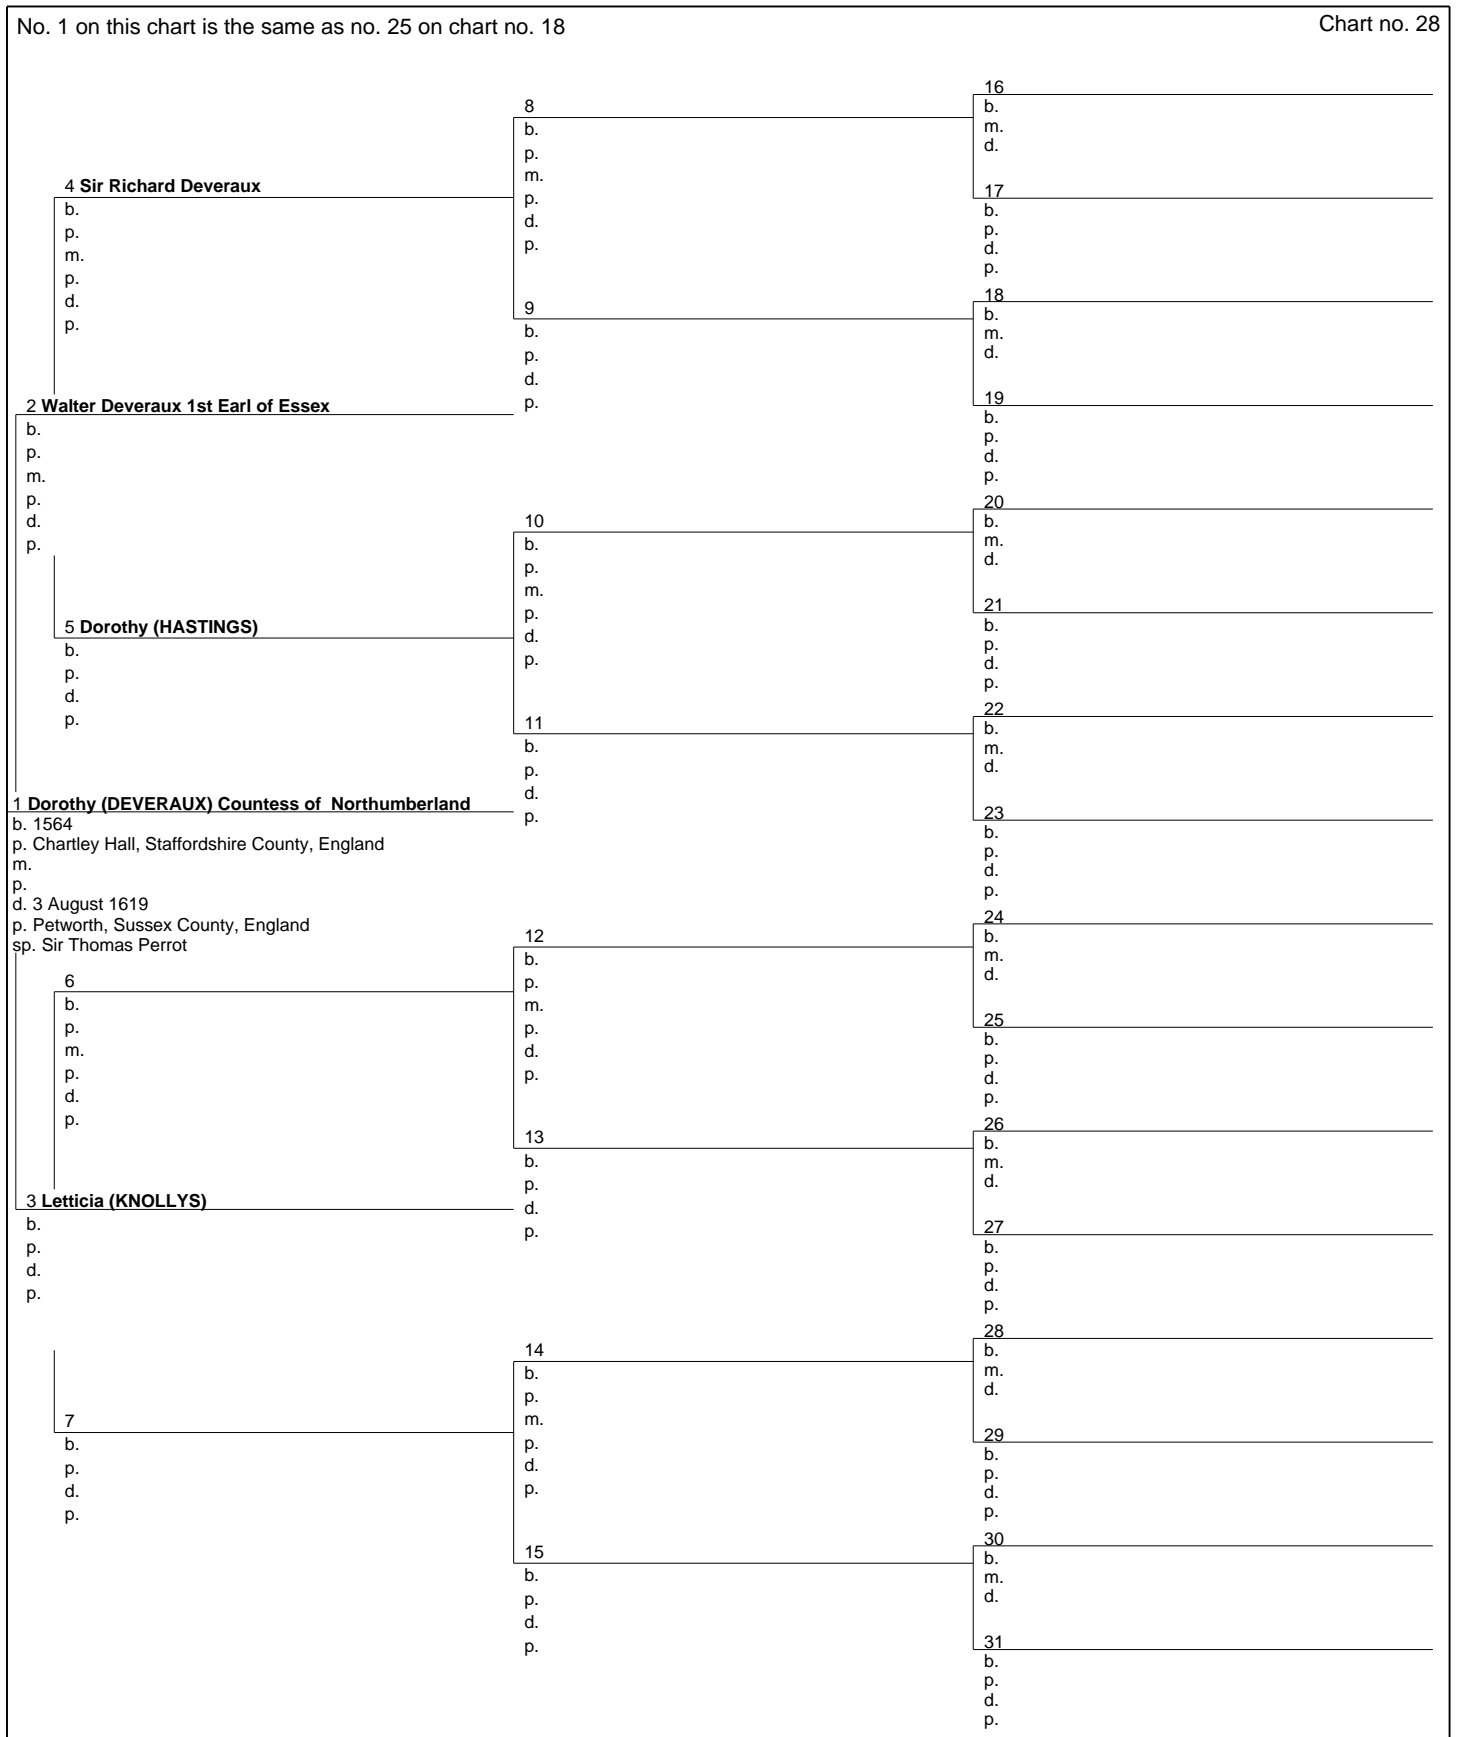 No. 1 on this chart is the same as no. 25 on chart no. 18
Chart no. 28
4 Sir Richard Deveraux
b.
p.
m.
p.
d.
p.
2 Walter Deveraux 1st Earl of Essex
b.
p.
m.
p.
d.
p.
5 Dorothy (HASTINGS)
b.
p.
d.
p.
1 Dorothy (DEVERAUX) Countess of  Northumberland
b. 1564
p. Chartley Hall, Staffordshire County, England
m.
p.
d. 3 August 1619
p. Petworth, Sussex County, England
sp. Sir Thomas Perrot
6
b.
p.
m.
p.
d.
p.
3 Letticia (KNOLLYS)
b.
p.
d.
p.
7
b.
p.
d.
p.
8
b.
p.
m.
p.
d.
p.
9
b.
p.
d.
p.
10
b.
p.
m.
p.
d.
p.
11
b.
p.
d.
p.
12
b.
p.
m.
p.
d.
p.
13
b.
p.
d.
p.
14
b.
p.
m.
p.
d.
p.
15
b.
p.
d.
p.
16
b.
m.
d.
17
b.
p.
d.
p.
18
b.
m.
d.
19
b.
p.
d.
p.
20
b.
m.
d.
21
b.
p.
d.
p.
22
b.
m.
d.
23
b.
p.
d.
p.
24
b.
m.
d.
25
b.
p.
d.
p.
26
b.
m.
d.
27
b.
p.
d.
p.
28
b.
m.
d.
29
b.
p.
d.
p.
30
b.
m.
d.
31
b.
p.
d.
p.